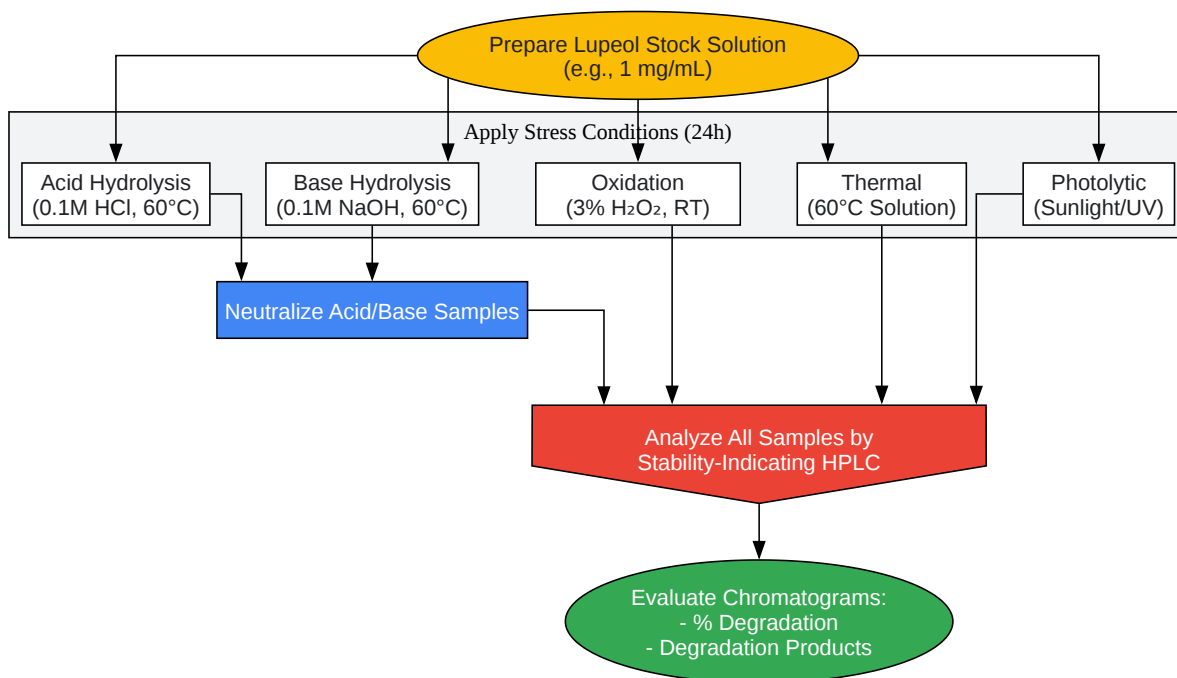 Prepare Lupeol Stock Solution
(e.g., 1 mg/mL)
Apply Stress Conditions (24h)
Acid Hydrolysis
(0.1M HCl, 60°C)
Base Hydrolysis
(0.1M NaOH, 60°C)
Oxidation
(3% H₂O₂, RT)
Thermal
(60°C Solution)
Photolytic
(Sunlight/UV)
Neutralize Acid/Base Samples
Analyze All Samples by
Stability-Indicating HPLC
Evaluate Chromatograms:
- % Degradation
- Degradation Products